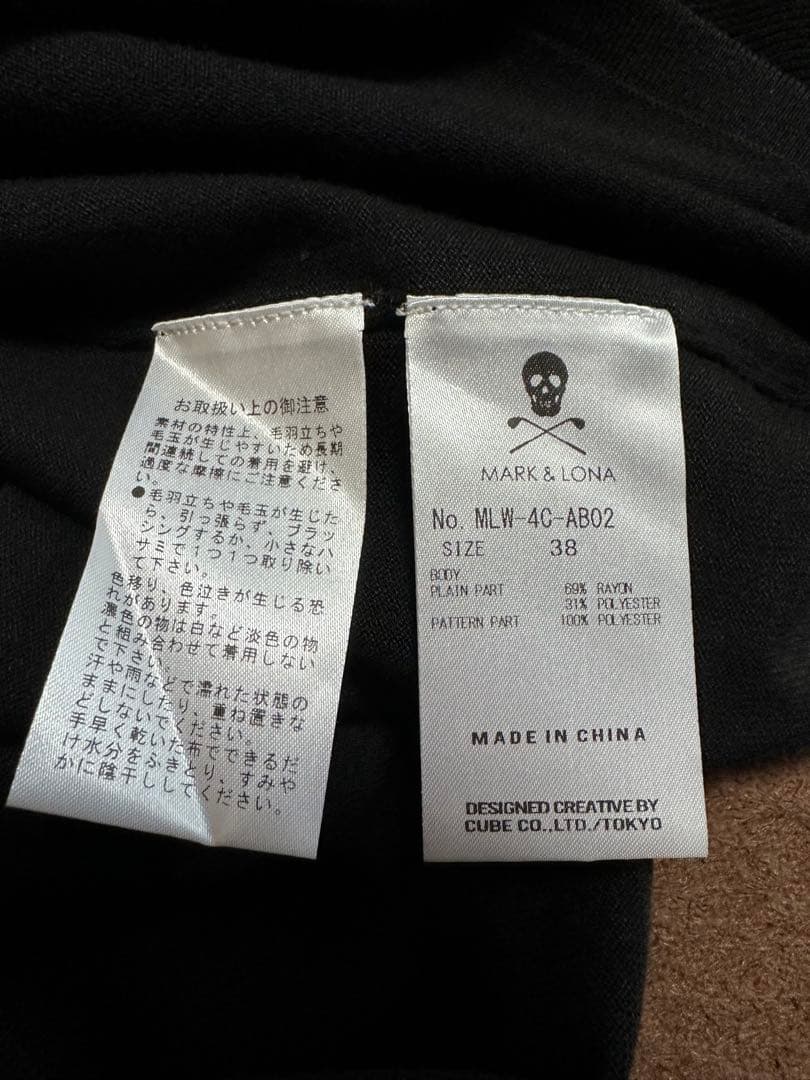 お取扱い上の御注意
素材の特性上、毛羽立ちや
毛玉が生じやすいため長期
間連続しての着用を避け、
過度な摩擦にご注意くださ
い。
●毛羽立ちや毛玉が生じた
ら、引っ張らず、ブラッ
シングするか、小さなハ
サミで1つ1つ取り除い
て下さい。
色移り、色泣きが生じる恐
れがあります。
濃色の物は白など淡色の物
と組み合わせて着用しない
で下さい。
汗や雨などで濡れた状態の
ままにしたり、重ね置きな
どしないでください。
手早く乾いた布でできるだ
け水分をふきとり、すみや
かに陰干ししてください。
MARK & LONA
No. MLW-4C-AB02
SIZE 38
BODY
PLAIN PART 69% RAYON
31% POLYESTER
PATTERN PART 100% POLYESTER
MADE IN CHINA
DESIGNED CREATIVE BY
CUBE CO.,LTD./TOKYO